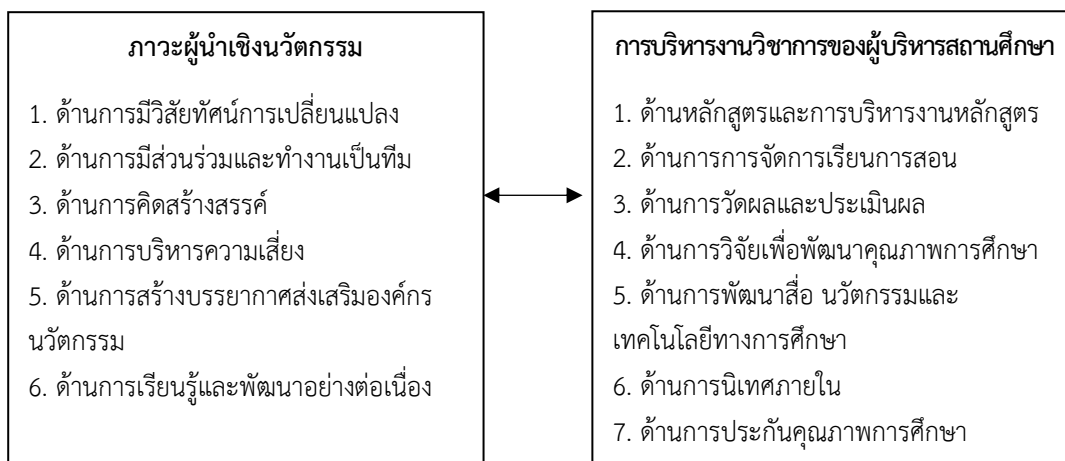 ภาวะผู้นำเชิงนวัตกรรม
1. ด้านการมีวิสัยทัศน์การเปลี่ยนแปลง
2. ด้านการมีส่วนร่วมและทำงานเป็นทีม
3. ด้านการคิดสร้างสรรค์
4. ด้านการบริหารความเสี่ยง
5. ด้านการสร้างบรรยากาศส่งเสริมองค์กร
นวัตกรรม
6. ด้านการเรียนรู้และพัฒนาอย่างต่อเนื่อง
การบริหารงานวิชาการของผู้บริหารสถานศึกษา
1. ด้านหลักสูตรและการบริหารงานหลักสูตร
2. ด้านการการจัดการเรียนการสอน
3. ด้านการวัดผลและประเมินผล
4. ด้านการวิจัยเพื่อพัฒนาคุณภาพการศึกษา
5. ด้านการพัฒนาสื่อ นวัตกรรมและ
เทคโนโลยีทางการศึกษา
6. ด้านการนิเทศภายใน
7. ด้านการประกันคุณภาพการศึกษา